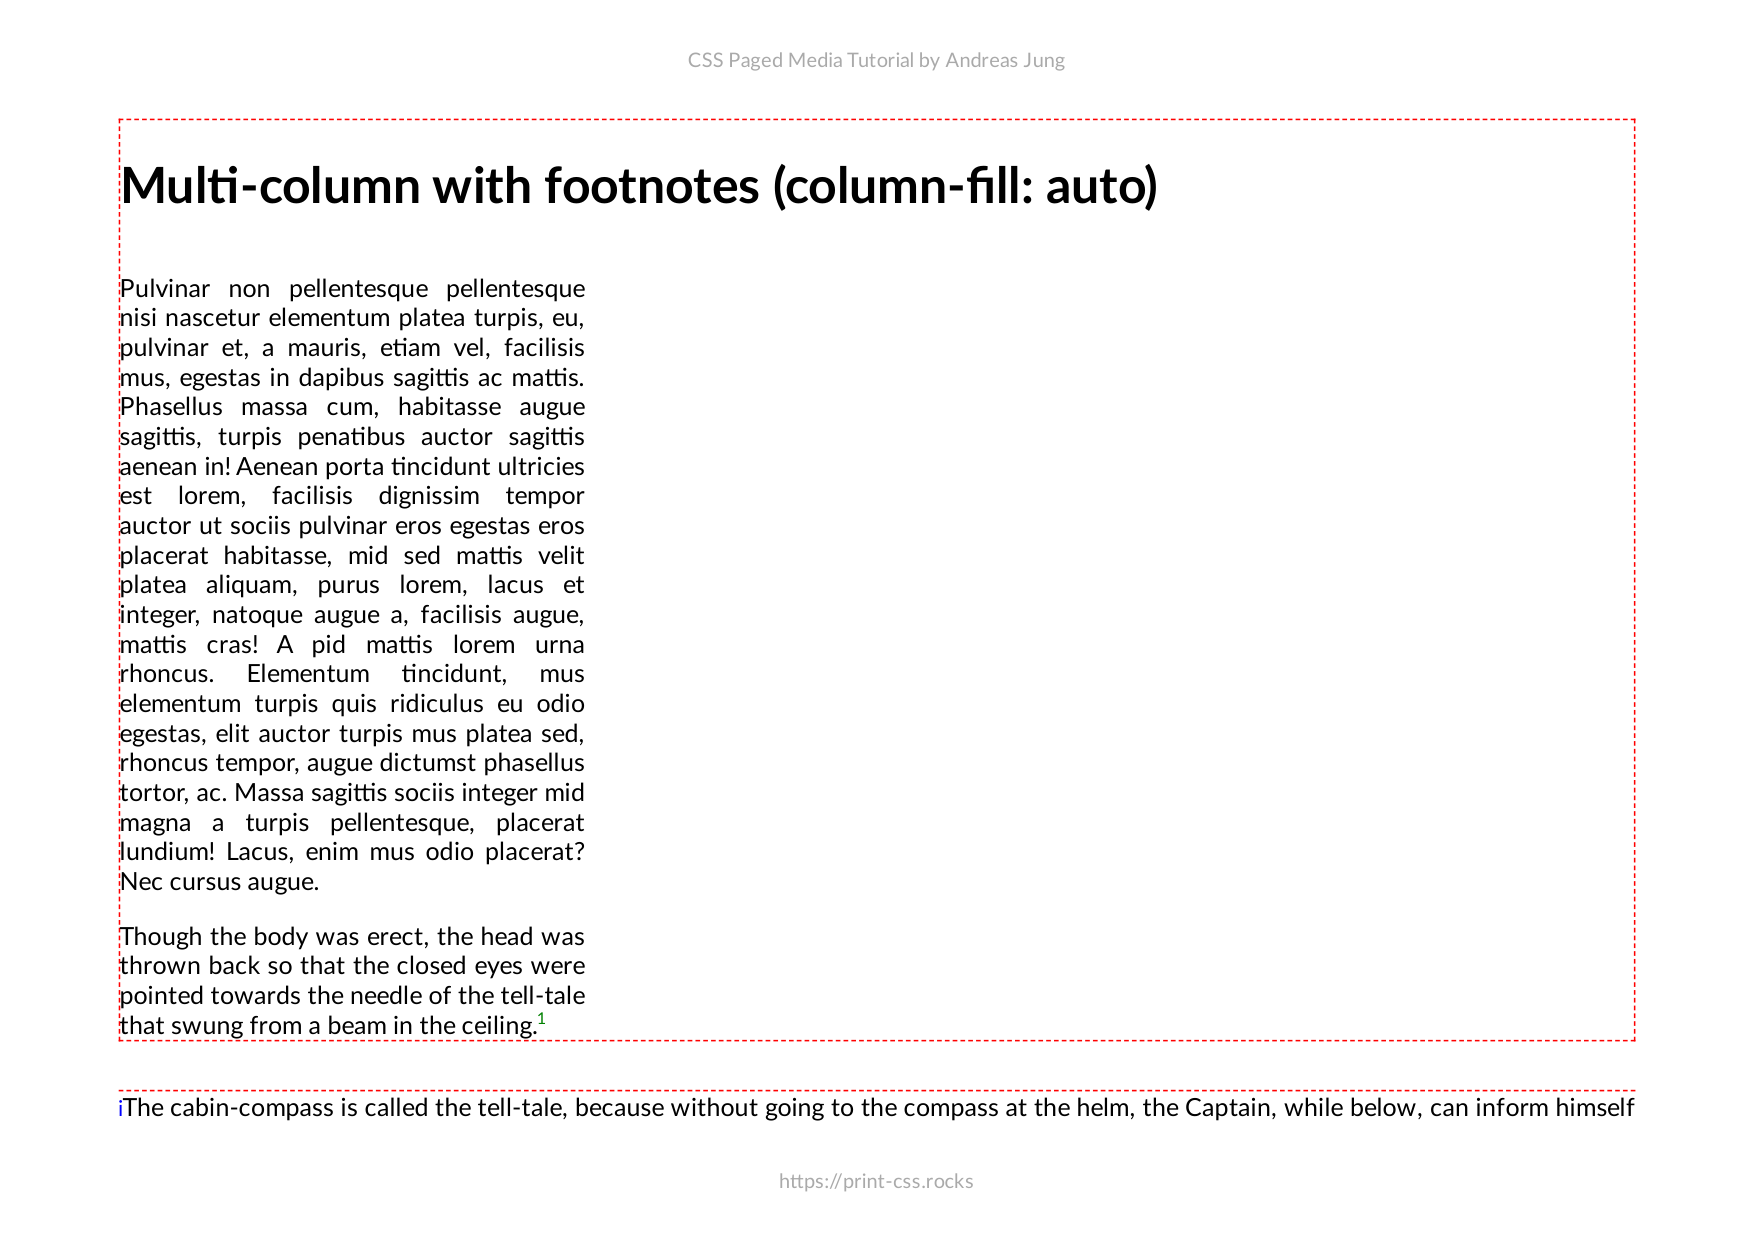 CSS Paged Media Tutorial by Andreas Jung
Multi-column with footnotes (column-fill: auto)
Pulvinar non pellentesque pellentesque
nisi nascetur elementum platea turpis, eu,
pulvinar et, a mauris, etiam vel, facilisis
mus, egestas in dapibus sagittis ac mattis.
Phasellus massa cum, habitasse augue
sagittis, turpis penatibus auctor sagittis
aenean in! Aenean porta tincidunt ultricies
est lorem, facilisis dignissim tempor
auctor ut sociis pulvinar eros egestas eros
placerat habitasse, mid sed mattis velit
platea aliquam, purus lorem, lacus et
integer, natoque augue a, facilisis augue,
mattis cras! A pid mattis lorem urna
rhoncus. Elementum tincidunt, mus
elementum turpis quis ridiculus eu odio
egestas, elit auctor turpis mus platea sed,
rhoncus tempor, augue dictumst phasellus
tortor, ac. Massa sagittis sociis integer mid
magna a turpis pellentesque, placerat
lundium! Lacus, enim mus odio placerat?
Nec cursus augue.
Though the body was erect, the head was
thrown back so that the closed eyes were
pointed towards the needle of the tell-tale
that swung from a beam in the ceiling.1
iThe cabin-compass is called the tell-tale, because without going to the compass at the helm, the Captain, while below, can inform himself
https://print-css.rocks